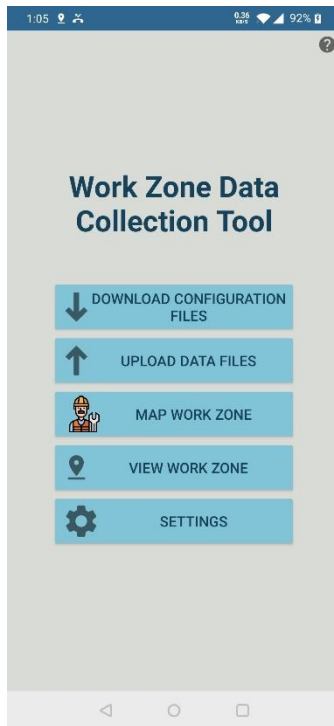 1:05 0.36 KB/S 92%
?
Work Zone Data
Collection Tool
DOWNLOAD CONFIGURATION
FILES
UPLOAD DATA FILES
MAP WORK ZONE
VIEW WORK ZONE
SETTINGS